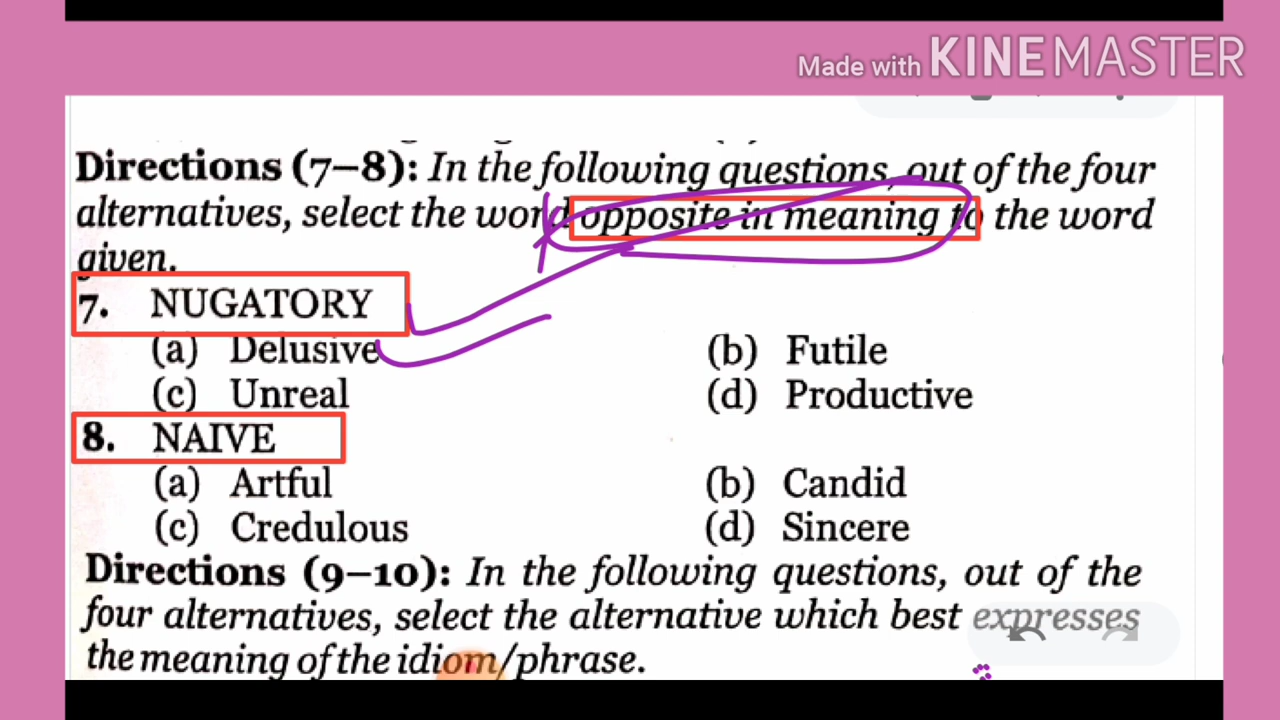 Made with KINEMASTER
Directions (7–8): In the following questions, out of the four
alternatives, select the word opposite in meaning to the word
given.
7. NUGATORY
(a) Delusive (b) Futile
(c) Unreal (d) Productive
8. NAIVE
(a) Artful (b) Candid
(c) Credulous (d) Sincere
Directions (9–10): In the following questions, out of the
four alternatives, select the alternative which best expresses
the meaning of the idiom/phrase.